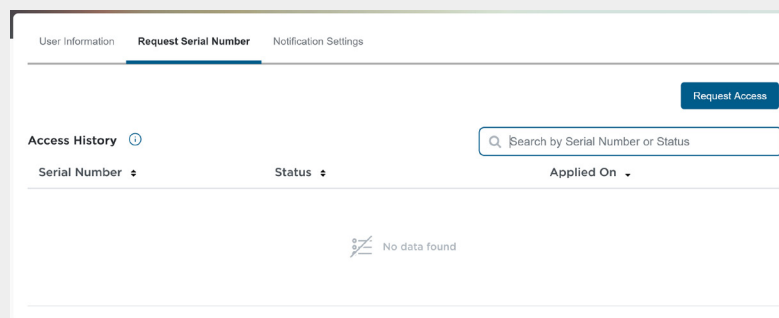 User Information Request Serial Number Notification Settings
Request Access
Access History
Search by Serial Number or Status
Serial Number Status Applied On
No data found